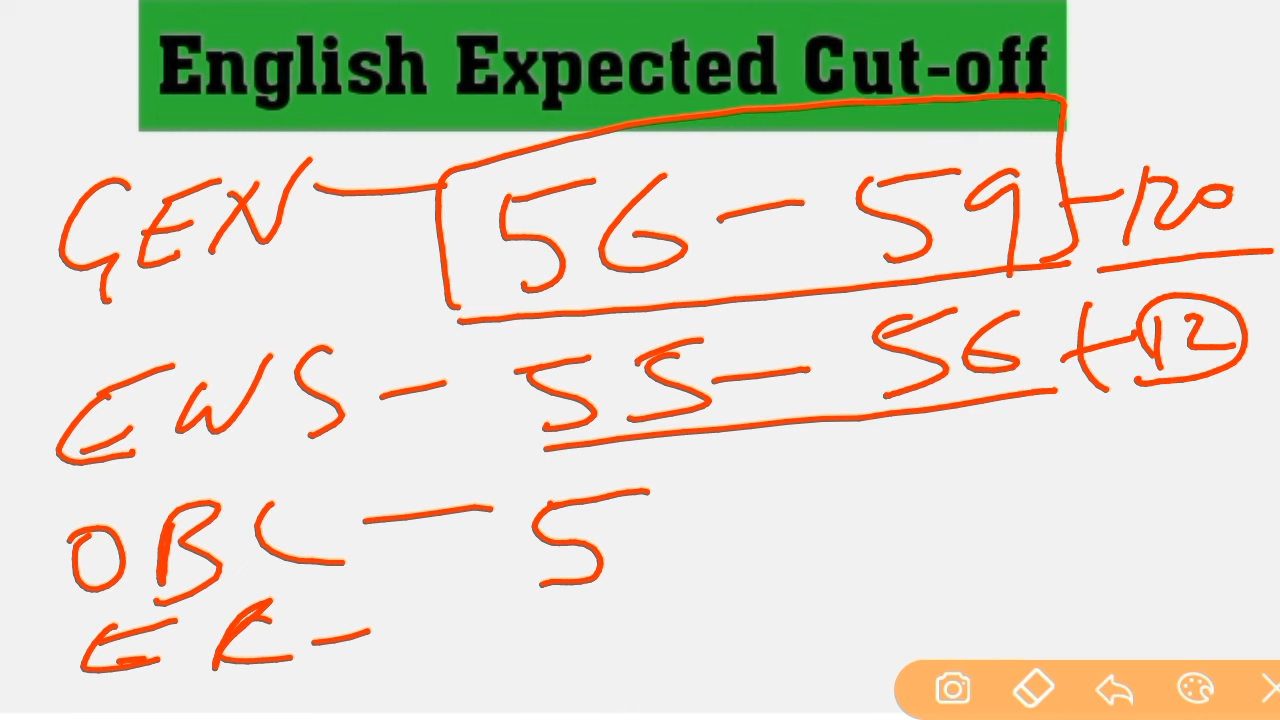 English Expected Cut-off
GEN - 56 - 59 - 120
EWS - 55 - 56 + 12
OBC - 5